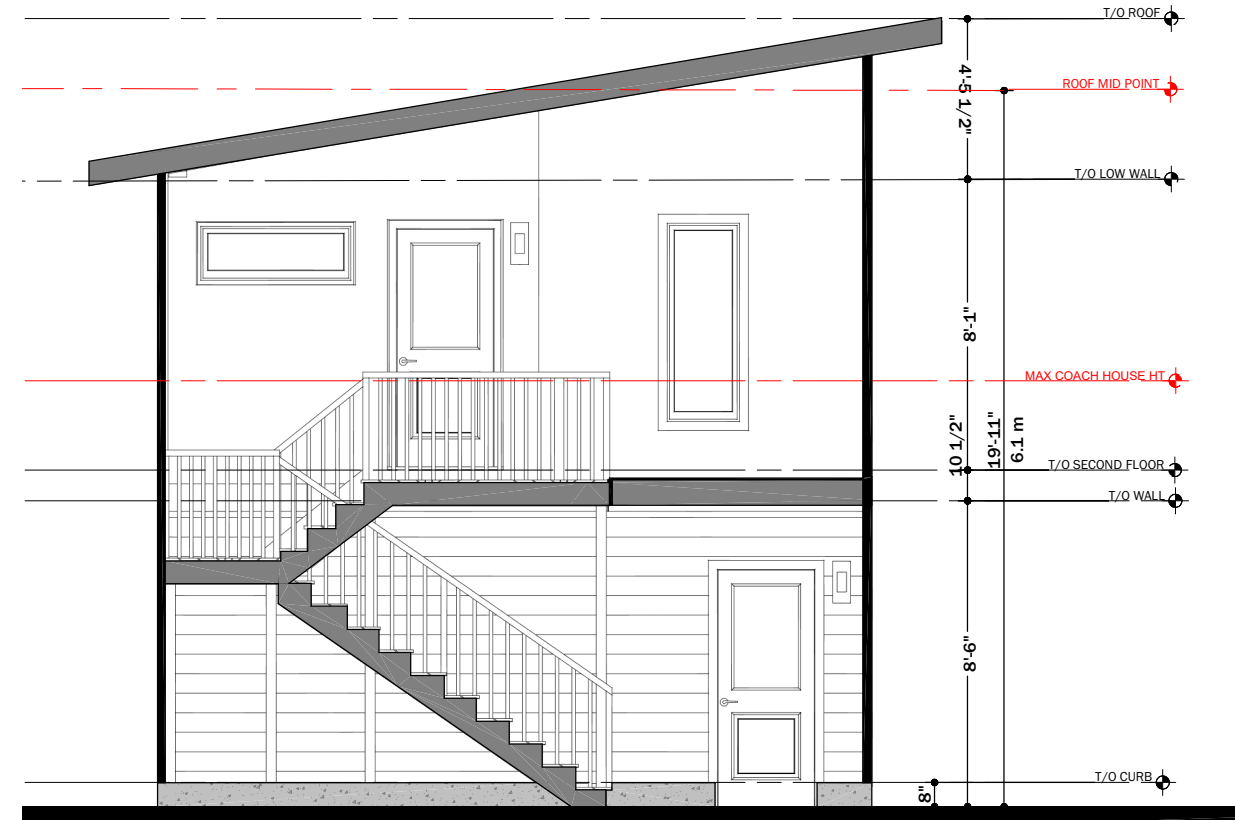 T/O ROOF
4'-5 1/2"
ROOF MID POINT
T/O LOW WALL
8'-1"
MAX COACH HOUSE HT
10 1/2"
19'-11"
6.1 m
T/O SECOND FLOOR
T/O WALL
8'-6"
T/O CURB
8"